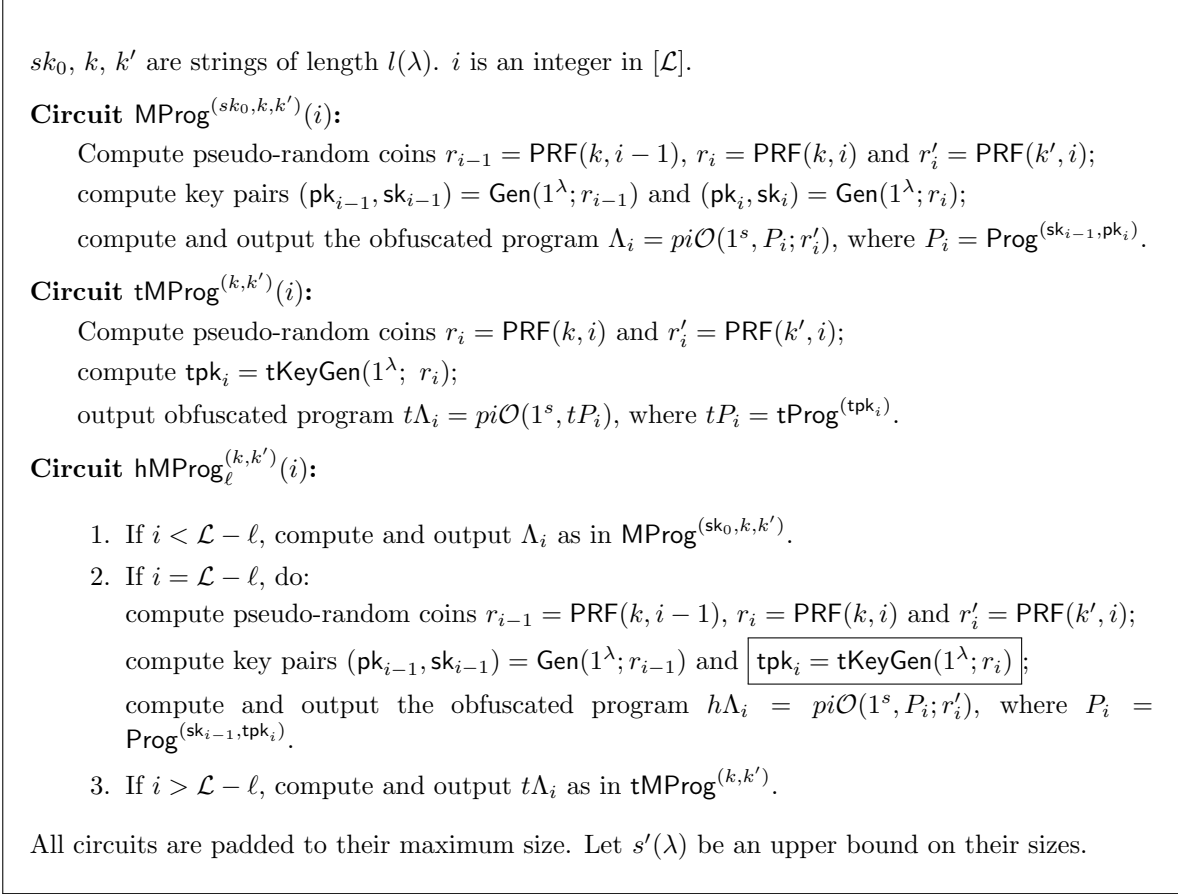 sk₀, k, k′ are strings of length l(λ). i is an integer in [𝓛].
Circuit MProg^(sk₀,k,k′)(i):
Compute pseudo-random coins r_{i−1} = PRF(k, i − 1), r_i = PRF(k, i) and r′_i = PRF(k′, i);
compute key pairs (pk_{i−1}, sk_{i−1}) = Gen(1^λ; r_{i−1}) and (pk_i, sk_i) = Gen(1^λ; r_i);
compute and output the obfuscated program Λ_i = pi𝒪(1^s, P_i; r′_i), where P_i = Prog^(sk_{i−1},pk_i).
Circuit tMProg^(k,k′)(i):
Compute pseudo-random coins r_i = PRF(k, i) and r′_i = PRF(k′, i);
compute tpk_i = tKeyGen(1^λ; r_i);
output obfuscated program tΛ_i = pi𝒪(1^s, tP_i), where tP_i = tProg^(tpk_i).
Circuit hMProg_ℓ^(k,k′)(i):
1. If i < 𝓛 − ℓ, compute and output Λ_i as in MProg^(sk₀,k,k′).
2. If i = 𝓛 − ℓ, do:
compute pseudo-random coins r_{i−1} = PRF(k, i − 1), r_i = PRF(k, i) and r′_i = PRF(k′, i);
compute key pairs (pk_{i−1}, sk_{i−1}) = Gen(1^λ; r_{i−1}) and tpk_i = tKeyGen(1^λ; r_i);
compute and output the obfuscated program hΛ_i = pi𝒪(1^s, P_i; r′_i), where P_i =
Prog^(sk_{i−1},tpk_i).
3. If i > 𝓛 − ℓ, compute and output tΛ_i as in tMProg^(k,k′).
All circuits are padded to their maximum size. Let s′(λ) be an upper bound on their sizes.